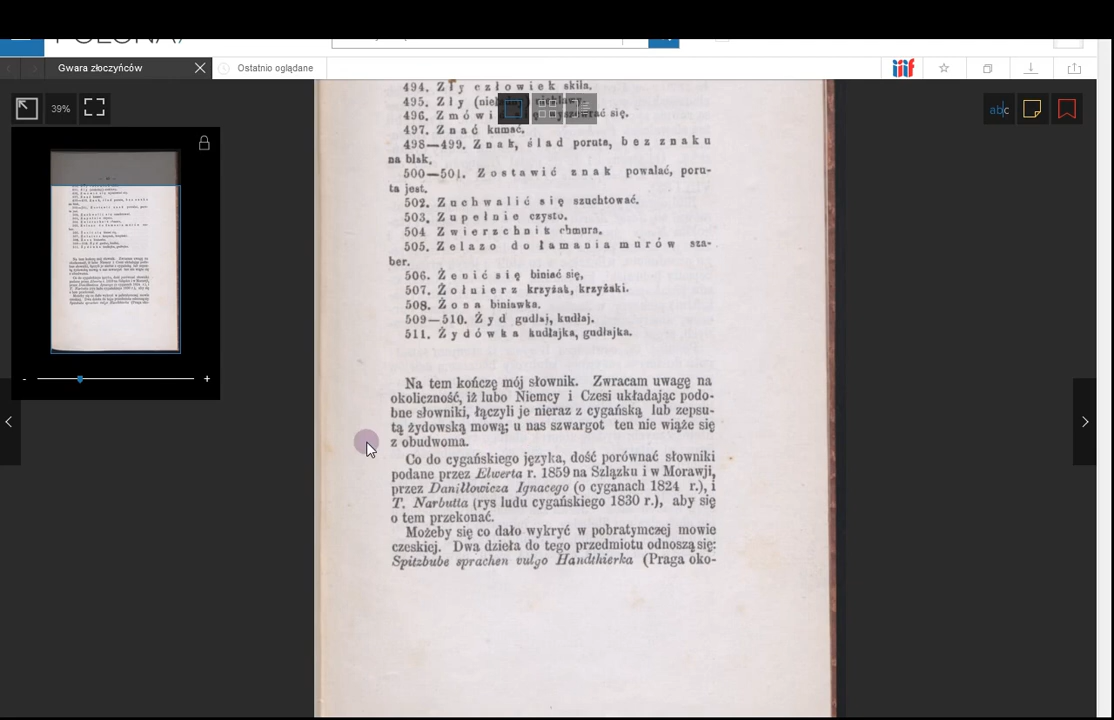 POLONA/
Gwara złoczyńców
Ostatnio oglądane
iiif
39%
ab|c
494. Zły człowiek skiła.
495. Zły
496. się.
497. Znać kumać.
498—499. Znak, ślad poruta, bez znaku
na blak.
500—501. Zostawić znak powalać, poru-
ta jest.
502. Zuchwalić się szuchtować.
503. Zupełnie czysto.
504 Zwierzchnik chmura.
505. Żelazo do łamania murów sza-
ber.
506. Żenić się biniać się,
507. Żołnierz krzyżak, krzyżaki.
508. Żona biniawka.
509—510. Żyd gudłaj, kudłaj.
511. Żydówka kudłajka, gudłajka.
Na tem kończę mój słownik. Zwracam uwagę na
okoliczność, iż lubo Niemcy i Czesi układając podo-
bne słowniki, łączyli je nieraz z cygańską lub zepsu-
tą żydowską mową; u nas szwargot ten nie wiąże się
z obudwoma.
Co do cygańskiego języka, dość porównać słowniki
podane przez Elwerta r. 1859 na Szlązku i w Morawji,
przez Daniłłowicza Ignacego (o cyganach 1824 r.), i
T. Narbutta (rys ludu cygańskiego 1830 r.), aby się
o tem przekonać.
Możeby się co dało wykryć w pobratymczej mowie
czeskiej. Dwa dzieła do tego przedmiotu odnoszą się:
Spitzbube sprachen vulgo Handthierka (Praga oko-